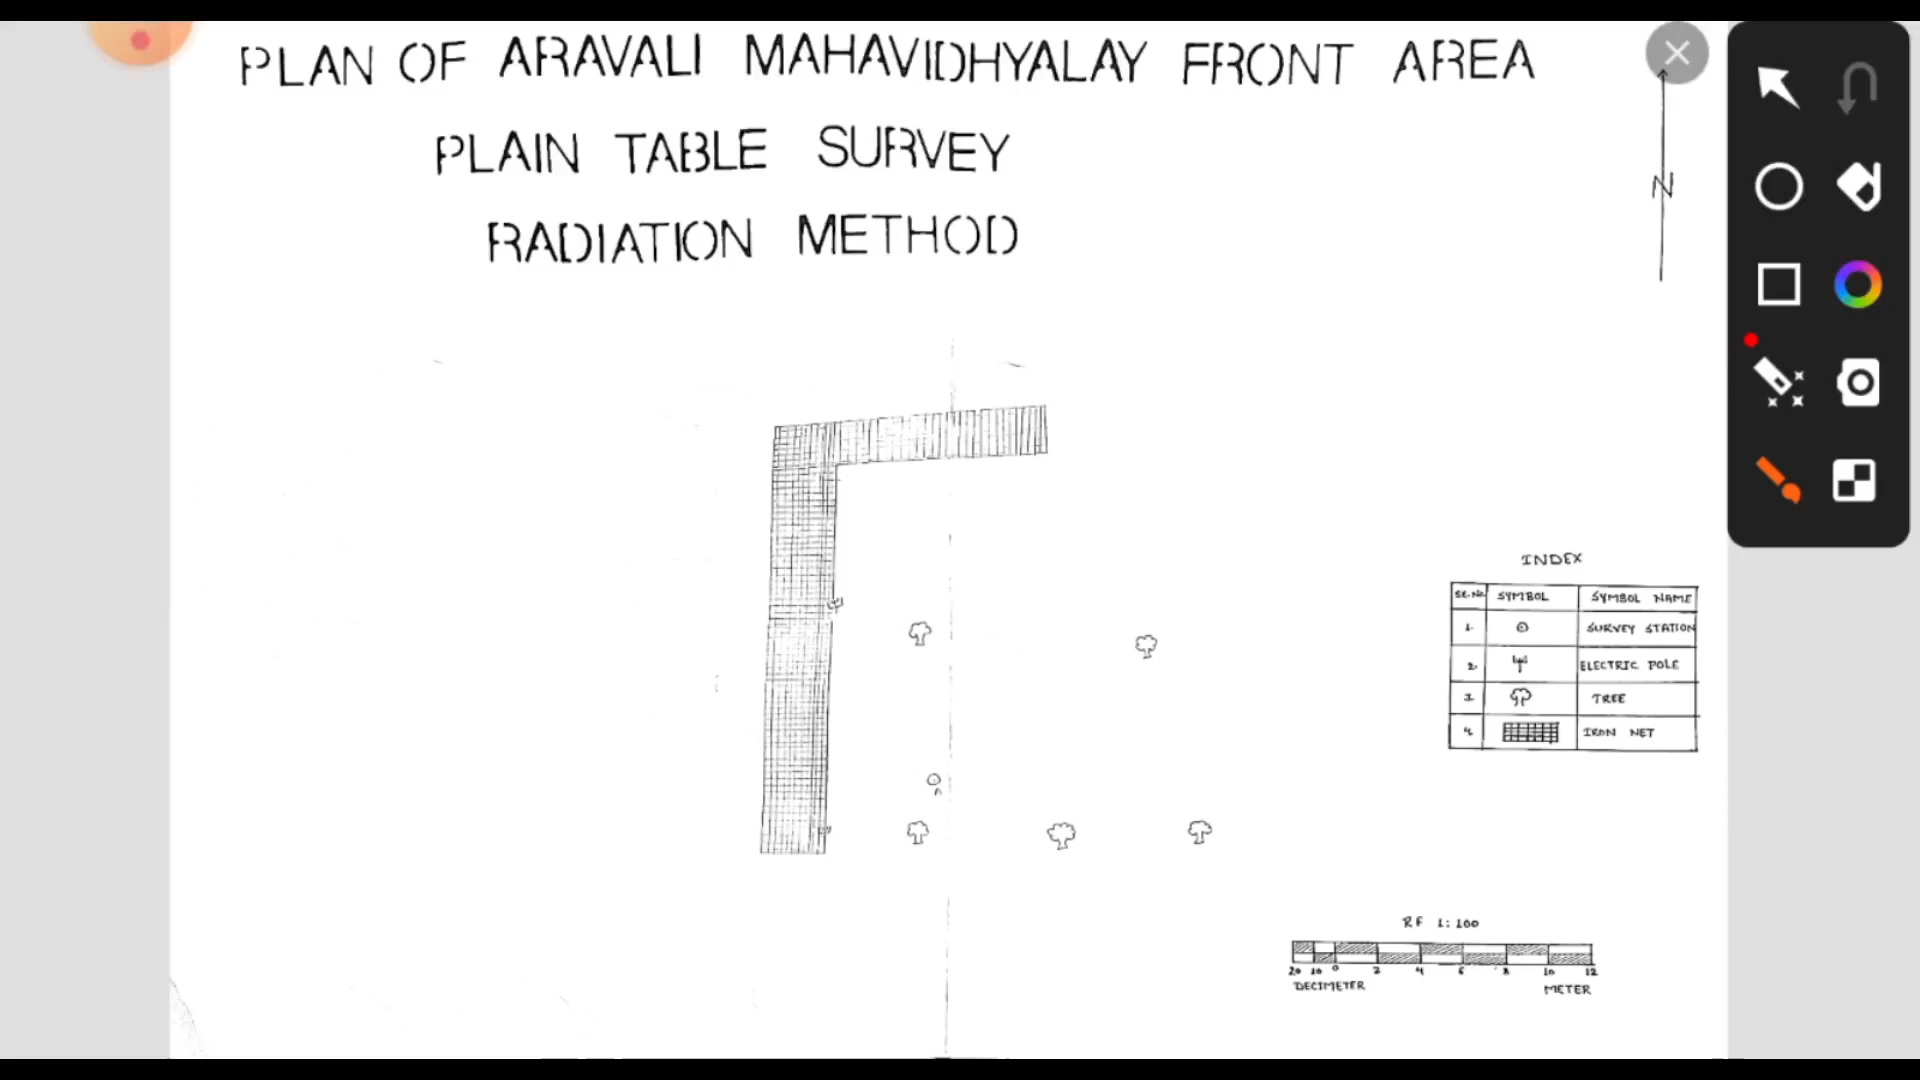 PLAN OF ARAVALI MAHAVIDHYALAY FRONT AREA
PLAIN TABLE SURVEY
RADIATION METHOD
N
INDEX
SR.No. SYMBOL SYMBOL NAME
1. SURVEY STATION
2. ELECTRIC POLE
3 TREE
4. IRON NET
A
RF 1:100
20 10 0 2 4 6 8 10 12
DECIMETER METER